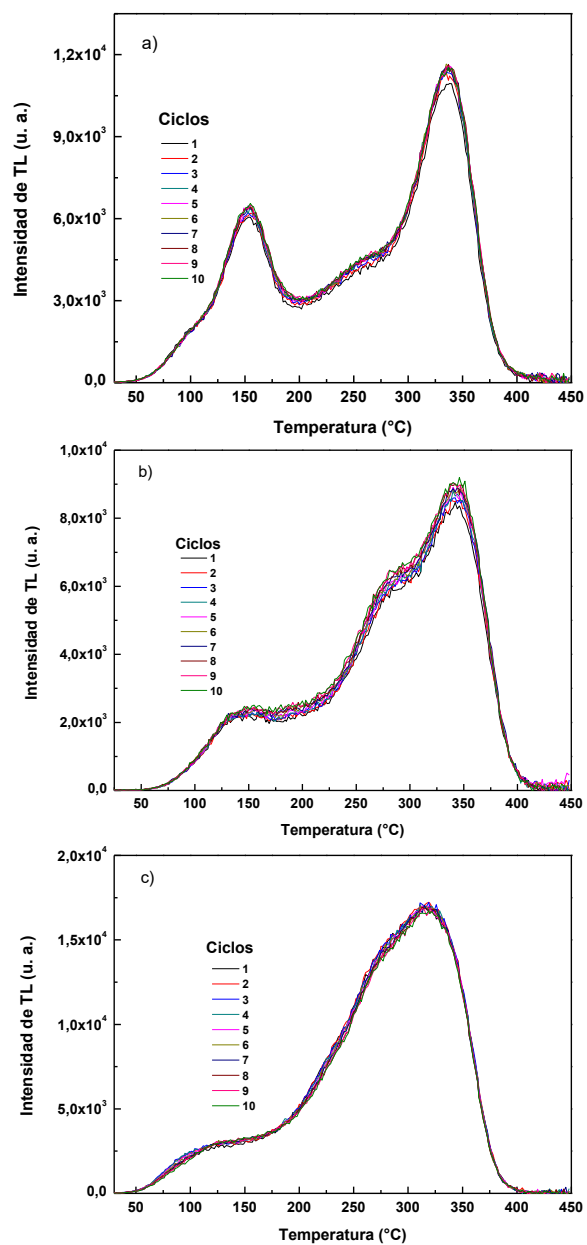 a)
1,2x10⁴
9,0x10³
6,0x10³
3,0x10³
0,0
Intensidad de TL (u. a.)
Ciclos
1
2
3
4
5
6
7
8
9
10
50 100 150 200 250 300 350 400 450
Temperatura (°C)
b)
1,0x10⁴
8,0x10³
6,0x10³
4,0x10³
2,0x10³
0,0
Intensidad de TL (u. a.)
Ciclos
1
2
3
4
5
6
7
8
9
10
50 100 150 200 250 300 350 400 450
Temperatura (°C)
c)
2,0x10⁴
1,5x10⁴
1,0x10⁴
5,0x10³
0,0
Intensidad de TL (u. a.)
Ciclos
1
2
3
4
5
6
7
8
9
10
50 100 150 200 250 300 350 400 450
Temperatura (°C)